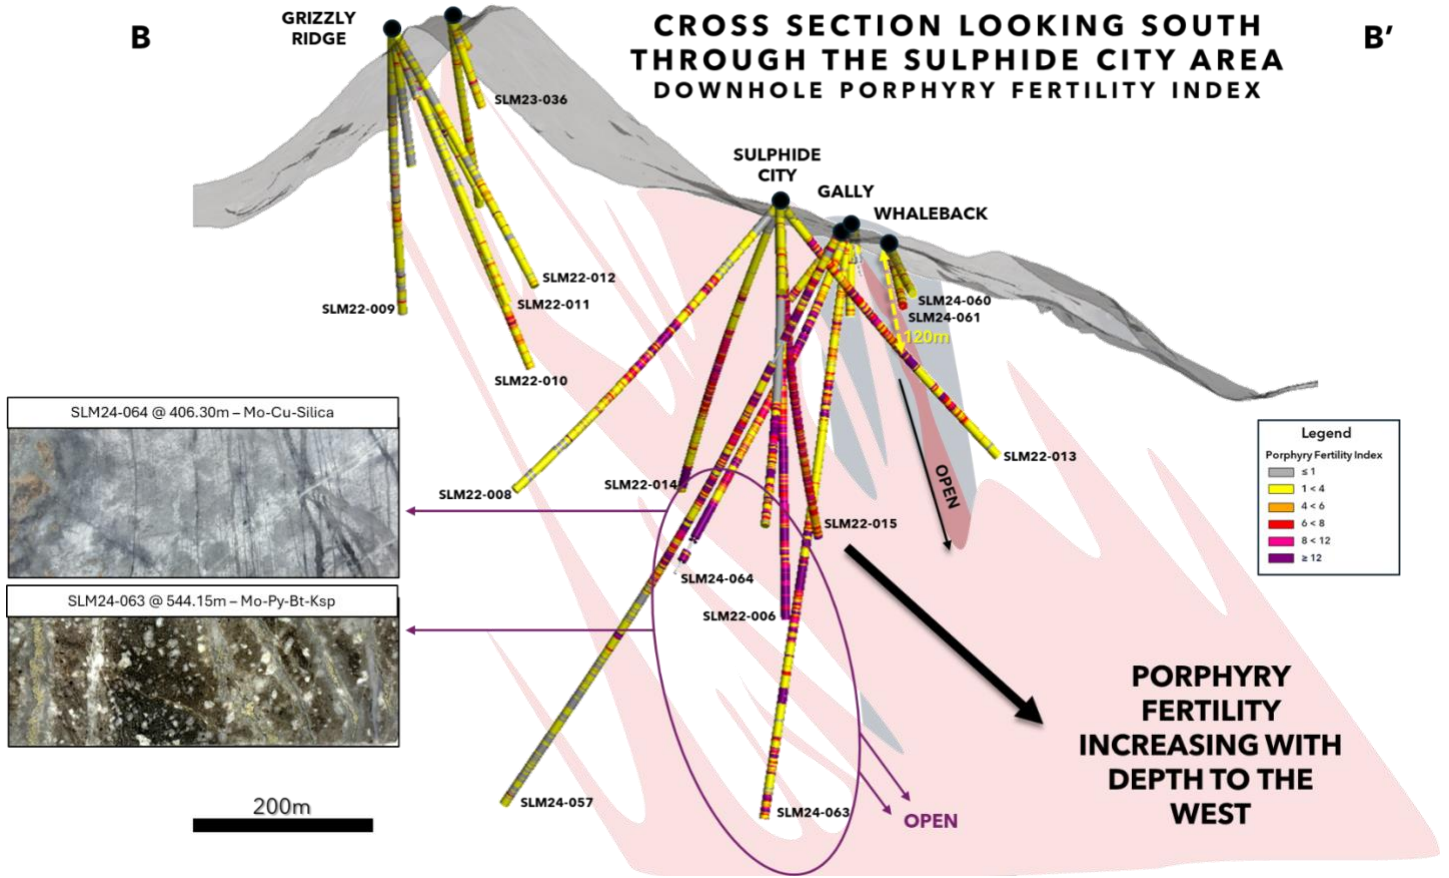 B
GRIZZLY
RIDGE
CROSS SECTION LOOKING SOUTH
THROUGH THE SULPHIDE CITY AREA
DOWNHOLE PORPHYRY FERTILITY INDEX
B'
SLM23-036
SULPHIDE
CITY
GALLY
WHALEBACK
SLM22-012
SLM22-011
SLM22-009
SLM22-010
SLM24-060
SLM24-061
120m
SLM24-064 @ 406.30m – Mo-Cu-Silica
Legend
Porphyry Fertility Index
≤ 1
1 < 4
4 < 6
6 < 8
8 < 12
≥ 12
SLM22-013
OPEN
SLM22-008
SLM22-014
SLM22-015
SLM24-064
SLM24-063 @ 544.15m – Mo-Py-Bt-Ksp
SLM22-006
PORPHYRY
FERTILITY
INCREASING WITH
DEPTH TO THE
WEST
200m
SLM24-057
SLM24-063
OPEN